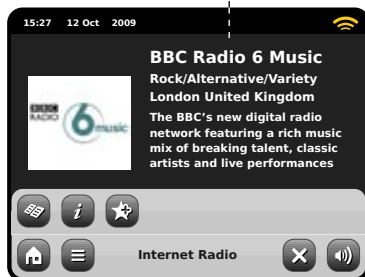 15:27 12 Oct 2009
BBC Radio 6 Music
Rock/Alternative/Variety
London United Kingdom
The BBC's new digital radio
network featuring a rich music
mix of breaking talent, classic
artists and live performances
BBC
RADIO
6
music
i
Internet Radio